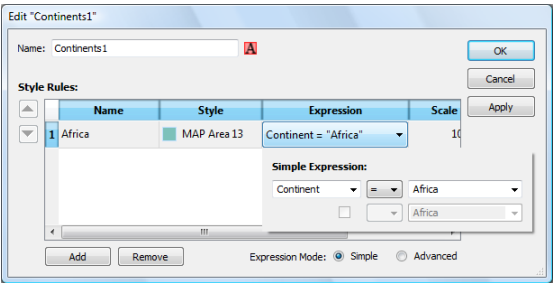 Edit "Continents1"
Name: Continents1 A
OK
Cancel
Style Rules:
Apply
Name Style Expression Scale
1 Africa MAP Area 13 Continent = "Africa" 10
Simple Expression:
Continent = Africa
Africa
Add Remove Expression Mode: Simple Advanced